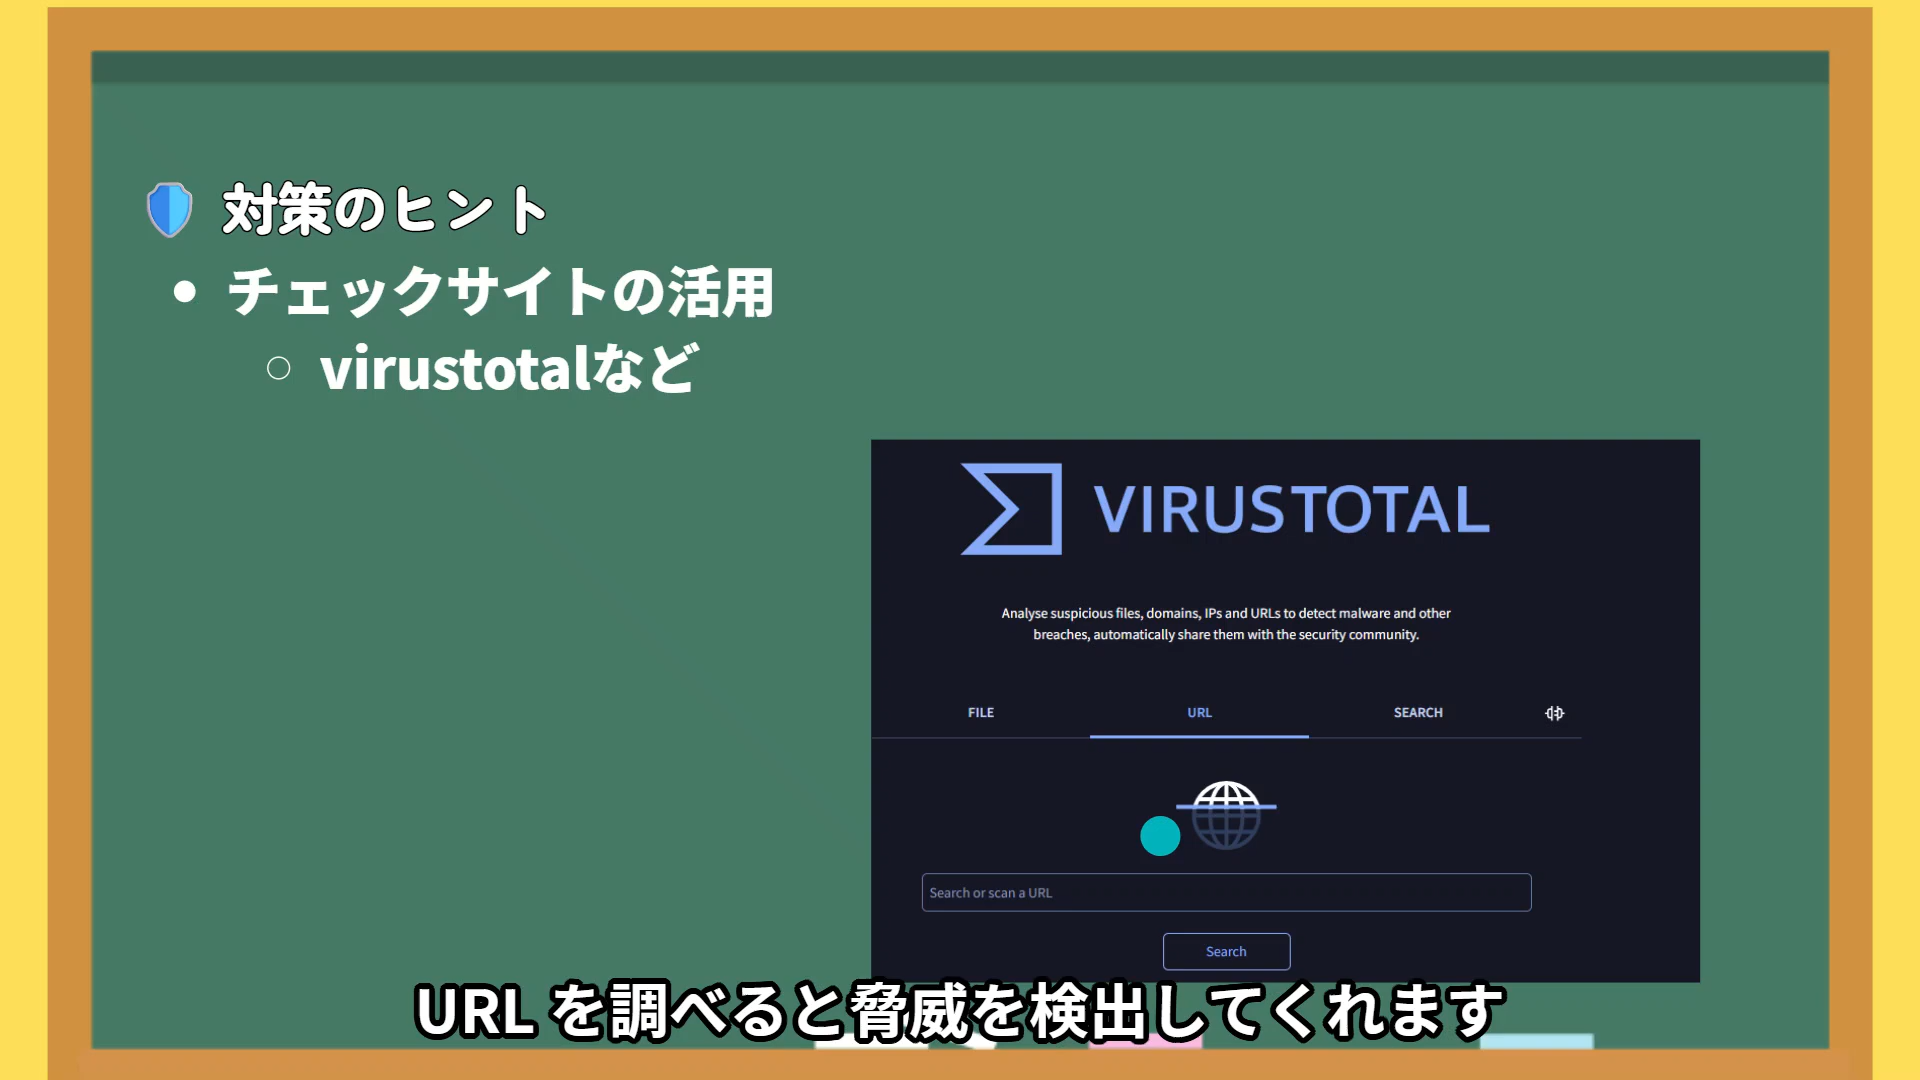 対策のヒント
チェックサイトの活用
virustotalなど
VIRUSTOTAL
Analyse suspicious files, domains, IPs and URLs to detect malware and other
breaches, automatically share them with the security community.
FILE URL SEARCH
Search or scan a URL
Search
URL を調べると脅威を検出してくれます